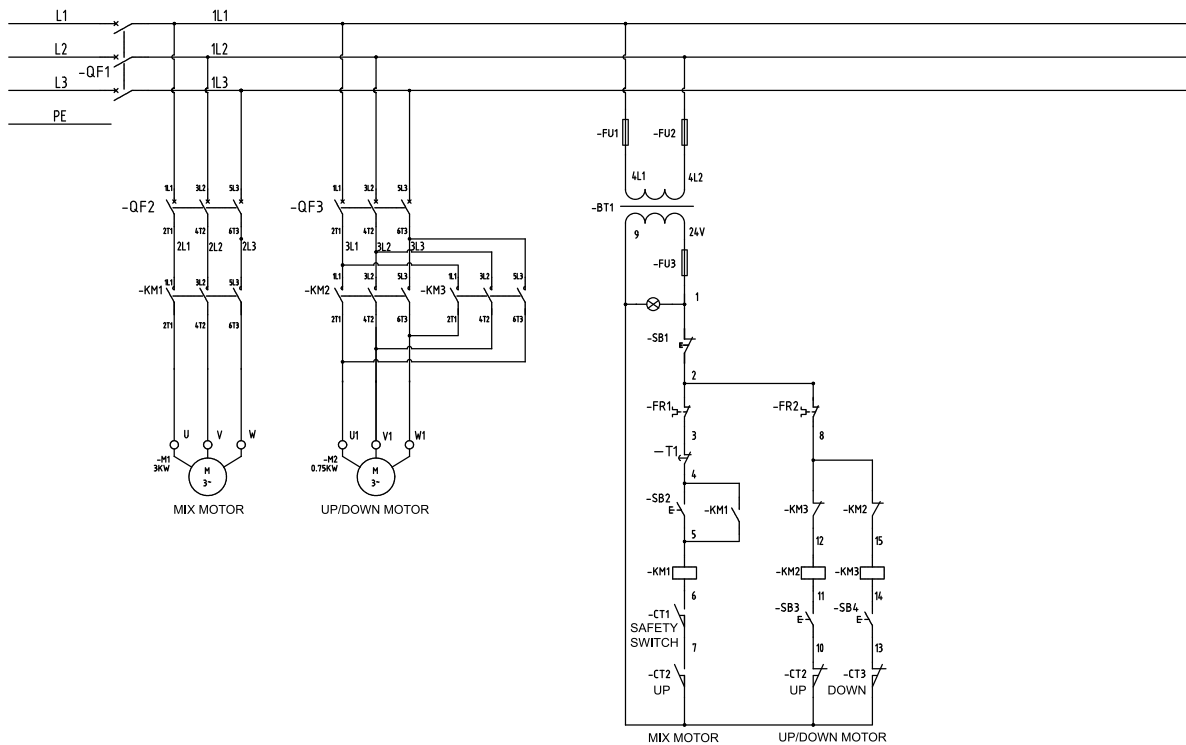 L1 1L1
L2 1L2
-QF1
L3 1L3
PE
-FU1 -FU2
4L1 4L2
1L1 3L2 5L3 1L1 3L2 5L3
-QF2 -QF3 -BT1
2T1 4T2 6T3 2T1 4T2 6T3 9 24V
2L1 2L2 2L3 3L1 3L2 3L3
-FU3
1L1 3L2 5L3 1L1 3L2 5L3 1L1 3L2 5L3
-KM1 -KM2 -KM3
1
2T1 4T2 6T3 2T1 4T2 6T3 2T1 4T2 6T3
-SB1
2
-FR1 -FR2
U V W U1 V1 W1 3 8
-T1
-M1 -M2
3KW 0.75KW
M M 4
3~ 3~
-SB2 -KM1 -KM3 -KM2
MIX MOTOR UP/DOWN MOTOR
5 12 15
-KM1 -KM2 -KM3
6 11 14
-CT1 -SB3 -SB4
SAFETY
SWITCH
7 10 13
-CT2 -CT2 -CT3
UP UP DOWN
MIX MOTOR UP/DOWN MOTOR